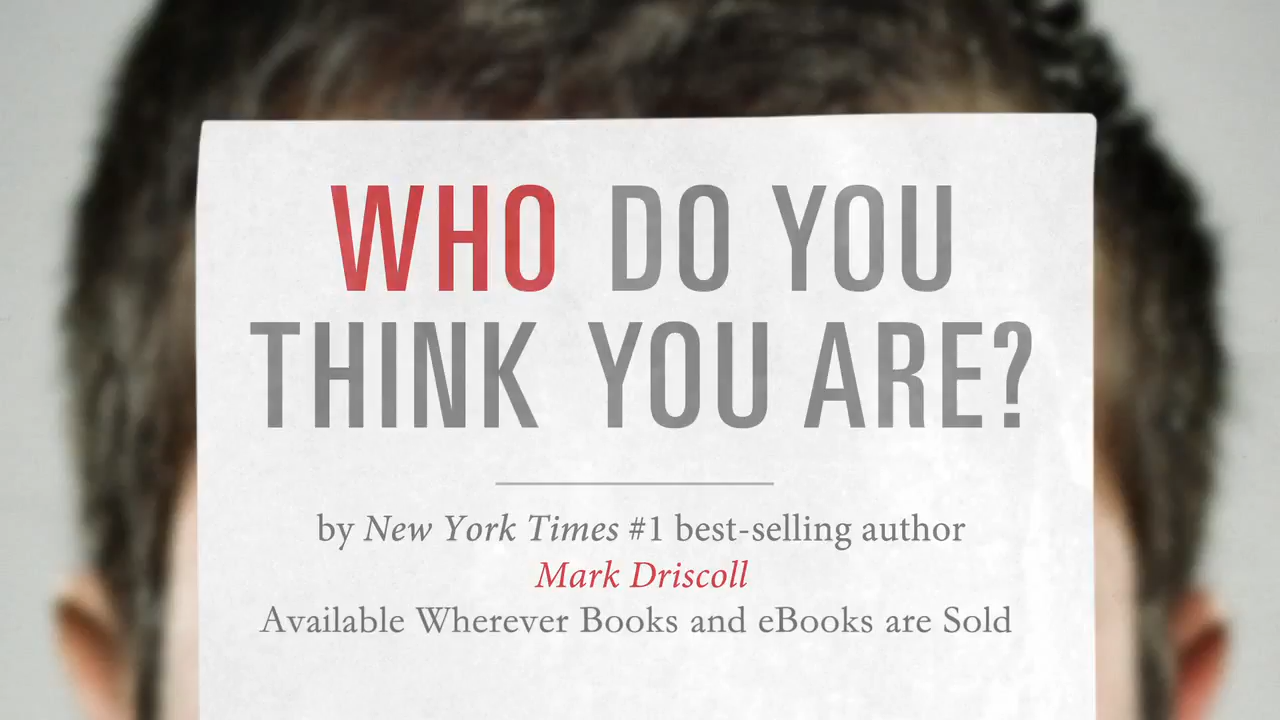 WHO DO YOU
THINK YOU ARE?
by New York Times #1 best-selling author
Mark Driscoll
Available Wherever Books and eBooks are Sold